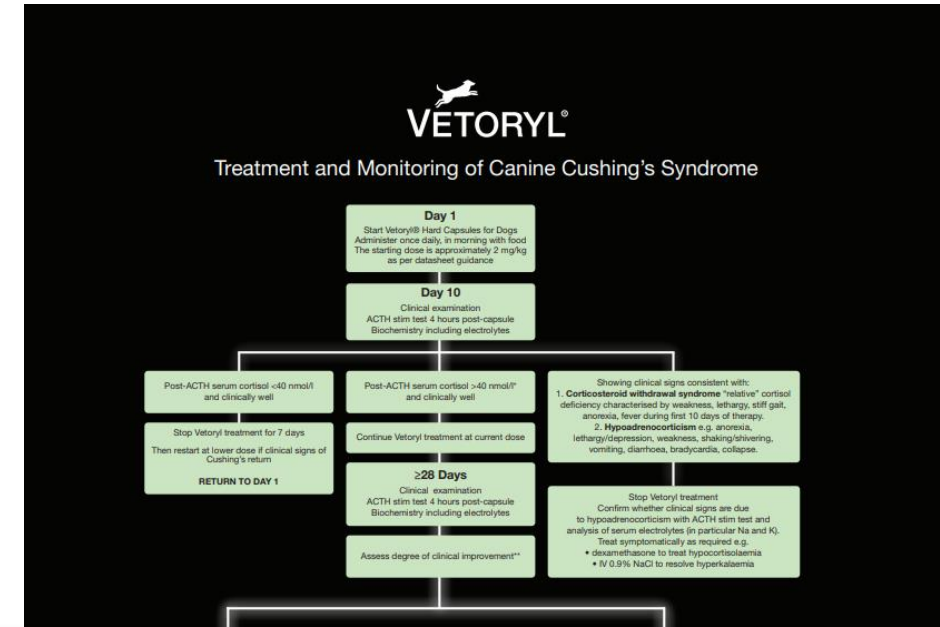 VETORYL®
Treatment and Monitoring of Canine Cushing's Syndrome
Day 1
Start Vetoryl® Hard Capsules for Dogs
Administer once daily, in morning with food
The starting dose is approximately 2 mg/kg
as per datasheet guidance
Day 10
Clinical examination
ACTH stim test 4 hours post-capsule
Biochemistry including electrolytes
Post-ACTH serum cortisol <40 nmol/l
and clinically well
Stop Vetoryl treatment for 7 days
Then restart at lower dose if clinical signs of
Cushing's return
RETURN TO DAY 1
Post-ACTH serum cortisol >40 nmol/l*
and clinically well
Continue Vetoryl treatment at current dose
≥28 Days
Clinical examination
ACTH stim test 4 hours post-capsule
Biochemistry including electrolytes
Assess degree of clinical improvement**
Showing clinical signs consistent with:
1. Corticosteroid withdrawal syndrome "relative" cortisol
deficiency characterised by weakness, lethargy, stiff gait,
anorexia, fever during first 10 days of therapy.
2. Hypoadrenocorticism e.g. anorexia,
lethargy/depression, weakness, shaking/shivering,
vomiting, diarrhoea, bradycardia, collapse.
Stop Vetoryl treatment
Confirm whether clinical signs are due
to hypoadrenocorticism with ACTH stim test and
analysis of serum electrolytes (in particular Na and K).
Treat symptomatically as required e.g.
• dexamethasone to treat hypocortisolaemia
• IV 0.9% NaCl to resolve hyperkalaemia